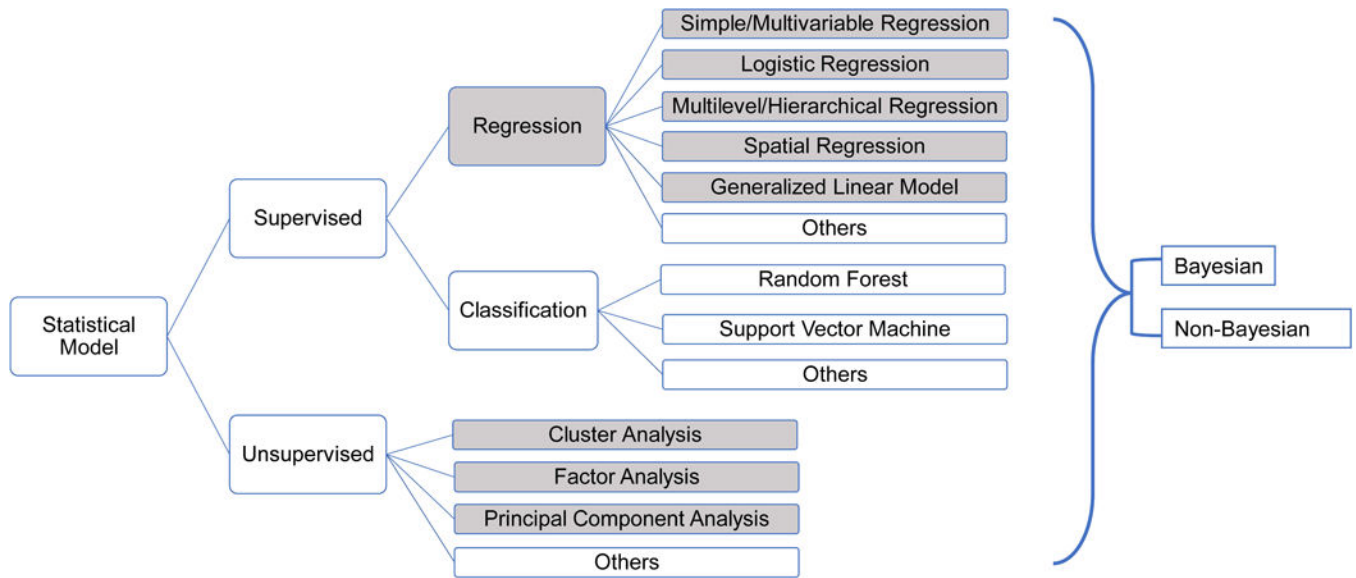 Simple/Multivariable Regression
Logistic Regression
Multilevel/Hierarchical Regression
Spatial Regression
Generalized Linear Model
Others
Regression
Supervised
Classification
Random Forest
Support Vector Machine
Others
Statistical
Model
Unsupervised
Cluster Analysis
Factor Analysis
Principal Component Analysis
Others
Bayesian
Non-Bayesian